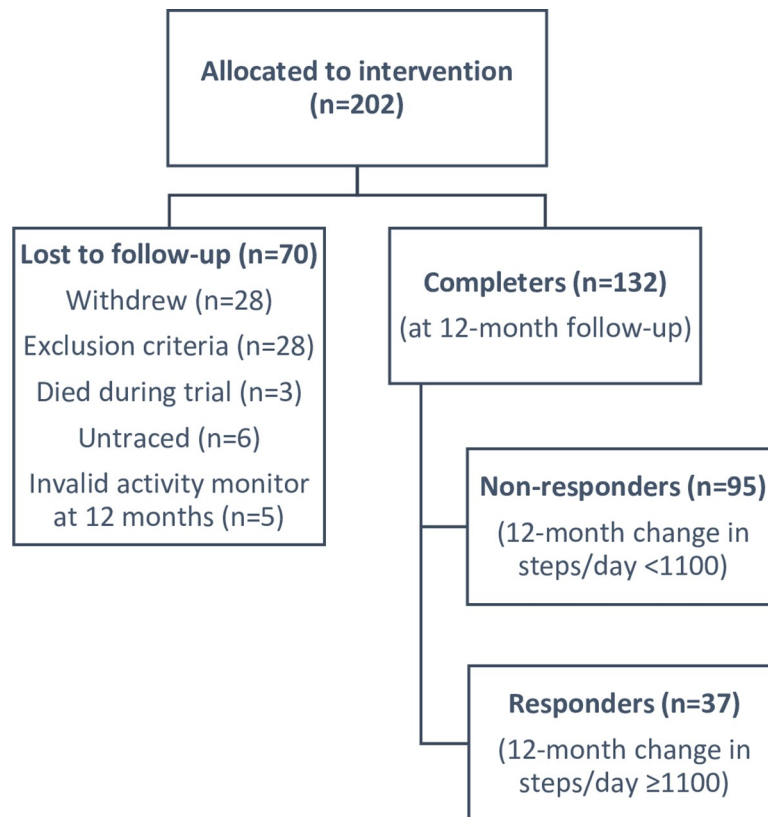 Allocated to intervention
(n=202)
Lost to follow-up (n=70)
Withdrew (n=28)
Exclusion criteria (n=28)
Died during trial (n=3)
Untraced (n=6)
Invalid activity monitor
at 12 months (n=5)
Completers (n=132)
(at 12-month follow-up)
Non-responders (n=95)
(12-month change in
steps/day <1100)
Responders (n=37)
(12-month change in
steps/day ≥1100)